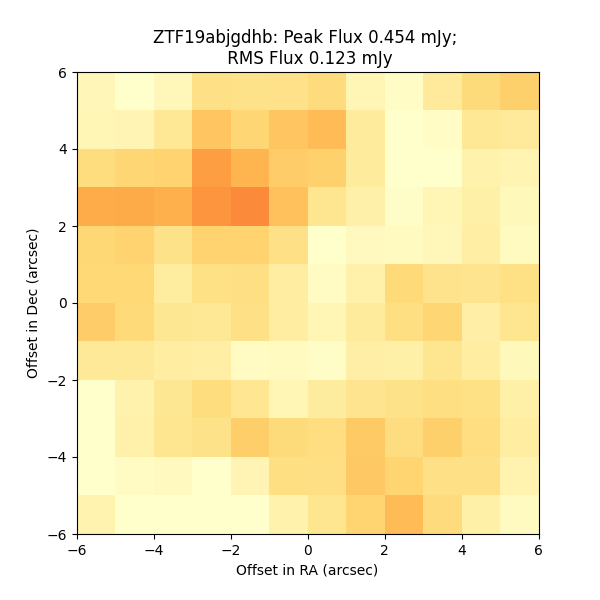 ZTF19abjgdhb: Peak Flux 0.454 mJy;
RMS Flux 0.123 mJy
6
4
2
0
−2
−4
−6
Offset in Dec (arcsec)
−6 −4 −2 0 2 4 6
Offset in RA (arcsec)